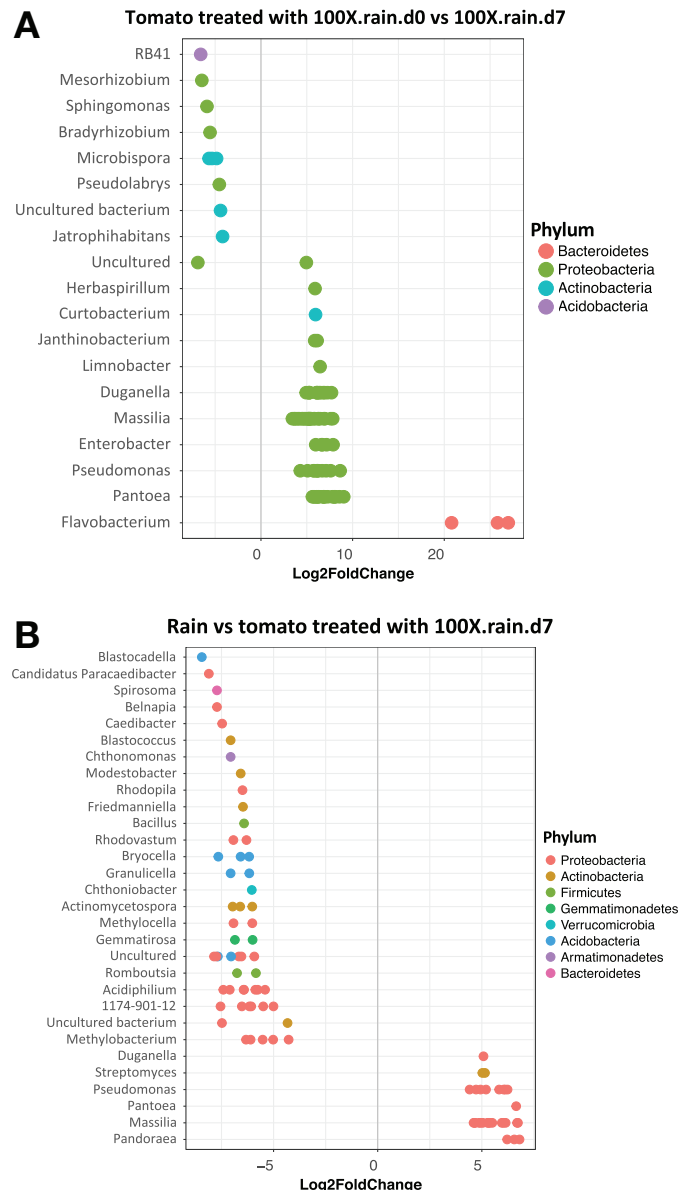 A
Tomato treated with 100X.rain.d0 vs 100X.rain.d7
RB41
Mesorhizobium
Sphingomonas
Bradyrhizobium
Microbispora
Pseudolabrys
Uncultured bacterium
Jatrophihabitans
Uncultured
Herbaspirillum
Curtobacterium
Janthinobacterium
Limnobacter
Duganella
Massilia
Enterobacter
Pseudomonas
Pantoea
Flavobacterium
0 10 20
Log2FoldChange
Phylum
Bacteroidetes
Proteobacteria
Actinobacteria
Acidobacteria
B
Rain vs tomato treated with 100X.rain.d7
Blastocadella
Candidatus Paracaedibacter
Spirosoma
Belnapia
Caedibacter
Blastococcus
Chthonomonas
Modestobacter
Rhodopila
Friedmanniella
Bacillus
Rhodovastum
Bryocella
Granulicella
Chthoniobacter
Actinomycetospora
Methylocella
Gemmatirosa
Uncultured
Romboutsia
Acidiphilium
1174-901-12
Uncultured bacterium
Methylobacterium
Duganella
Streptomyces
Pseudomonas
Pantoea
Massilia
Pandoraea
−5 0 5
Log2FoldChange
Phylum
Proteobacteria
Actinobacteria
Firmicutes
Gemmatimonadetes
Verrucomicrobia
Acidobacteria
Armatimonadetes
Bacteroidetes